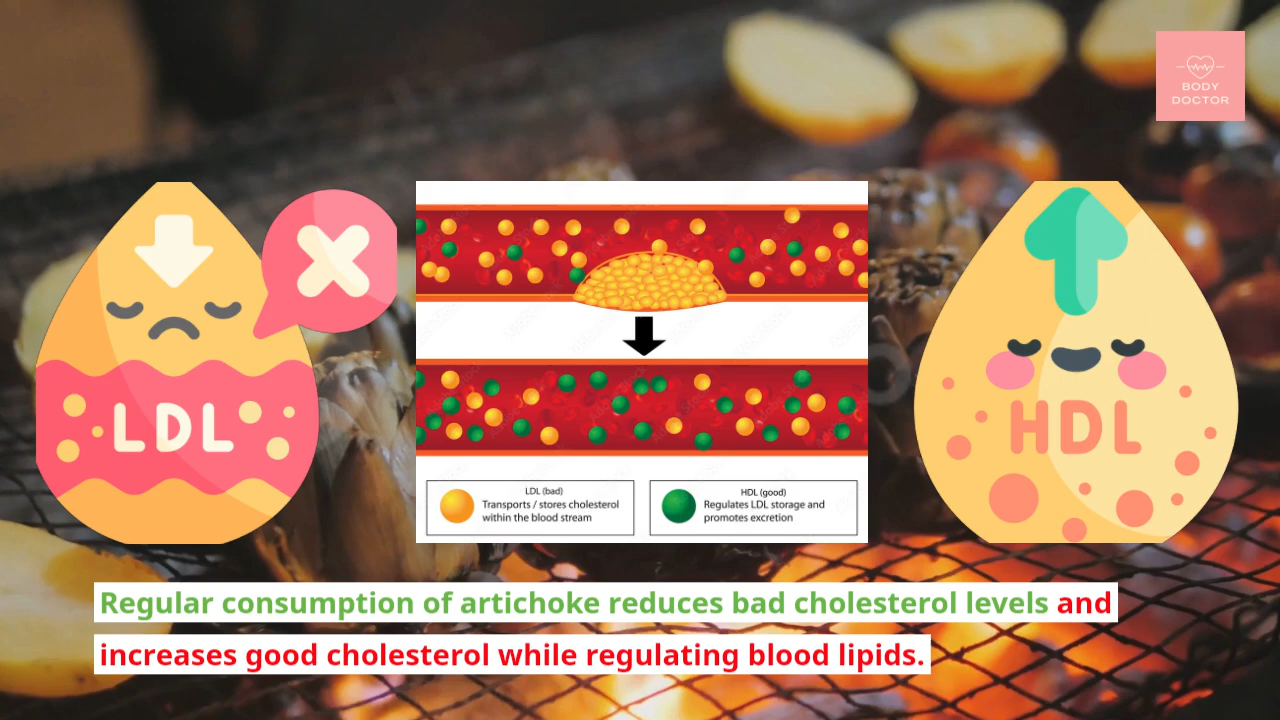 BODY
DOCTOR
LDL
HDL
LDL (bad)
Transports / stores cholesterol
within the blood stream
HDL (good)
Regulates LDL storage and
promotes excretion
Regular consumption of artichoke reduces bad cholesterol levels and
increases good cholesterol while regulating blood lipids.